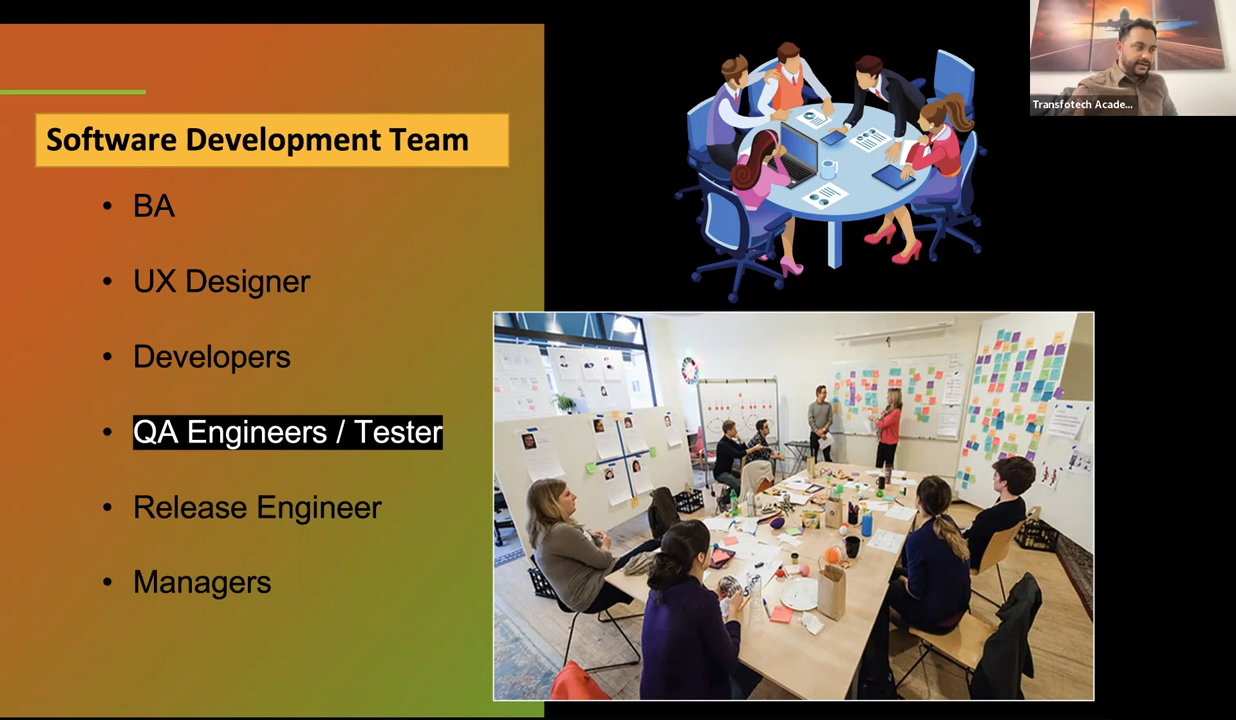 Software Development Team
• BA
• UX Designer
• Developers
• QA Engineers / Tester
• Release Engineer
• Managers
Transfotech Acade...